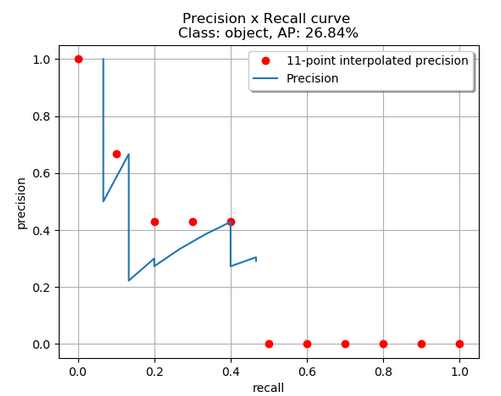 Precision x Recall curve
Class: object, AP: 26.84%
11-point interpolated precision
Precision
precision
1.0
0.8
0.6
0.4
0.2
0.0
0.0 0.2 0.4 0.6 0.8 1.0
recall